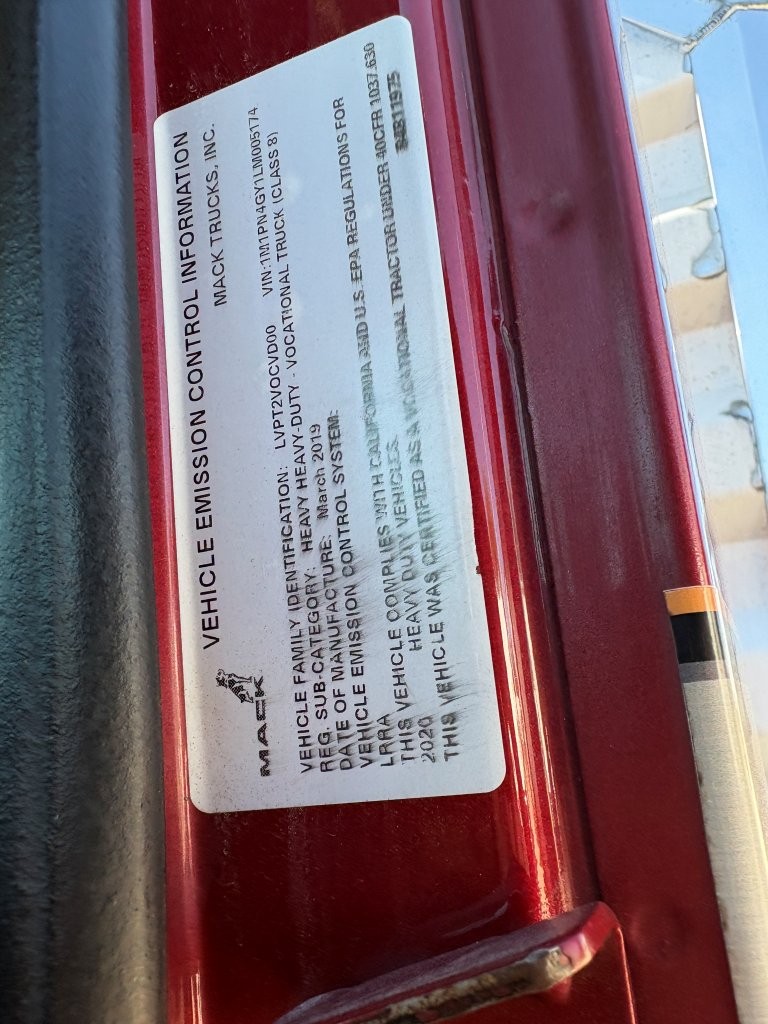 VEHICLE EMISSION CONTROL INFORMATION
MACK TRUCKS, INC.
MACK
VEHICLE FAMILY IDENTIFICATION: LVPT2VOCVD00 VIN:1M1PN4GY1LM005174
REG. SUB-CATEGORY: HEAVY HEAVY-DUTY - VOCATIONAL TRUCK (CLASS 8)
DATE OF MANUFACTURE: March 2019
VEHICLE EMISSION CONTROL SYSTEM:
LRRA
THIS VEHICLE COMPLIES WITH CALIFORNIA AND U.S. EPA REGULATIONS FOR
2020 HEAVY DUTY VEHICLES.
THIS VEHICLE WAS CERTIFIED AS A VOCATIONAL TRACTOR UNDER 40CFR 1037.630